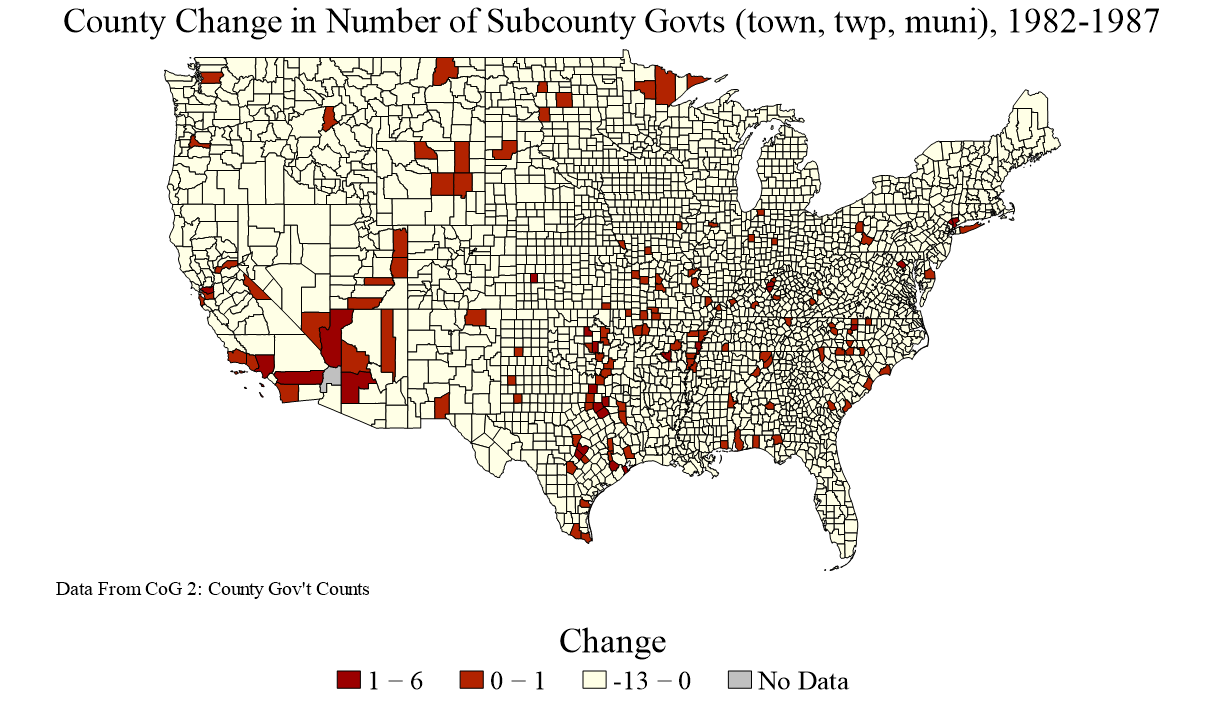 County Change in Number of Subcounty Govts (town, twp, muni), 1982-1987
Data From CoG 2: County Gov't Counts
Change
1 − 6 0 − 1 -13 − 0 No Data